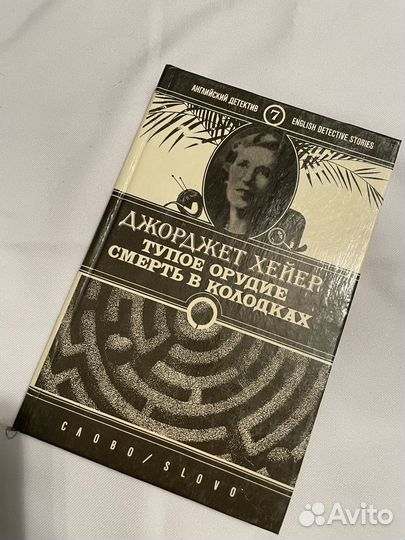 АНГЛИЙСКИЙ ДЕТЕКТИВ 7 ENGLISH DETECTIVE STORIES
ДЖОРДЖЕТ ХЕЙЕР
ТУПОЕ ОРУДИЕ
СМЕРТЬ В КОЛОДКАХ
СЛОВО / SLOVO
Avito